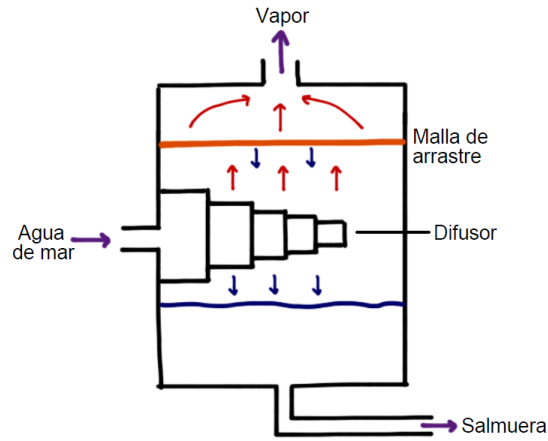 Vapor
Malla de
arrastre
Agua
de mar
Difusor
Salmuera